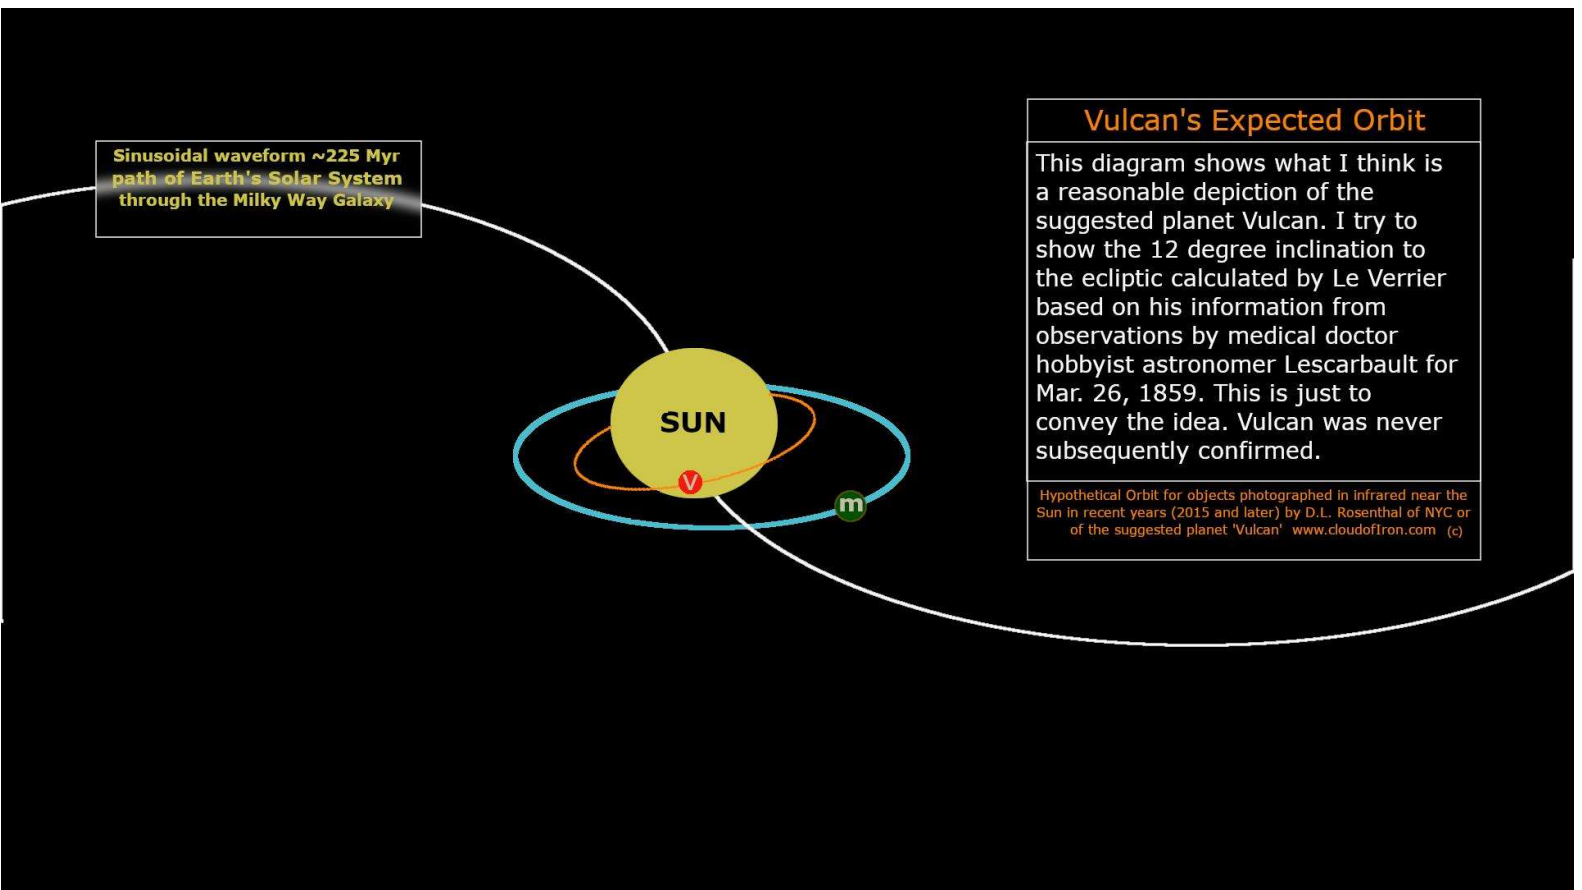 Sinusoidal waveform ~225 Myr
path of Earth's Solar System
through the Milky Way Galaxy
Vulcan's Expected Orbit
This diagram shows what I think is
a reasonable depiction of the
suggested planet Vulcan. I try to
show the 12 degree inclination to
the ecliptic calculated by Le Verrier
based on his information from
observations by medical doctor
hobbyist astronomer Lescarbault for
Mar. 26, 1859. This is just to
convey the idea. Vulcan was never
subsequently confirmed.
Hypothetical Orbit for objects photographed in infrared near the
Sun in recent years (2015 and later) by D.L. Rosenthal of NYC or
of the suggested planet 'Vulcan' www.cloudofIron.com (c)
SUN
V
m